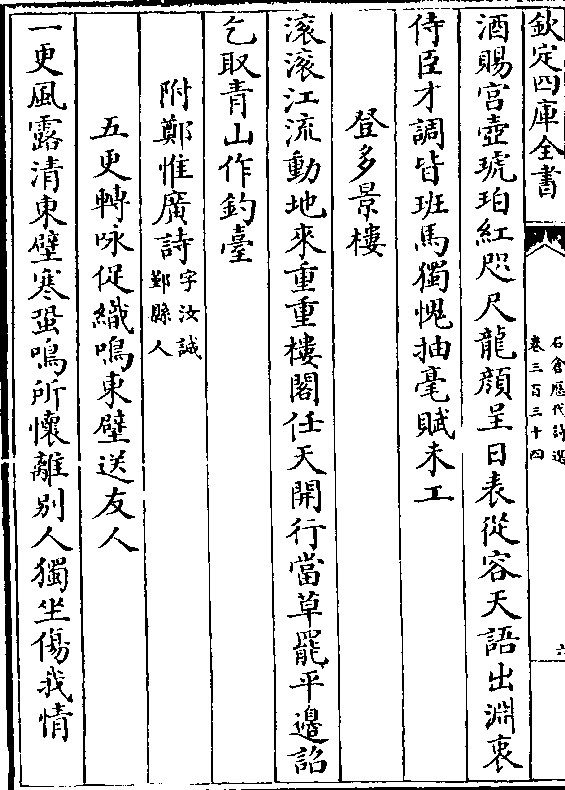 欽定四庫全書
石倉歷代詩選
卷三百三十四
六
酒賜宮壺琥珀紅咫尺龍顔呈日表從容天語出淵衷
侍臣才調皆班馬獨愧抽毫賦未工
登多景樓
滚滚江流動地來重重樓閣任天開行當草罷平邉詔
乞取青山作釣臺
附鄭惟廣詩字汝誠
鄞縣人
五更轉咏促織鳴東壁送友人
一更風露清東壁寒蛩鳴所懷離别人獨坐傷我情